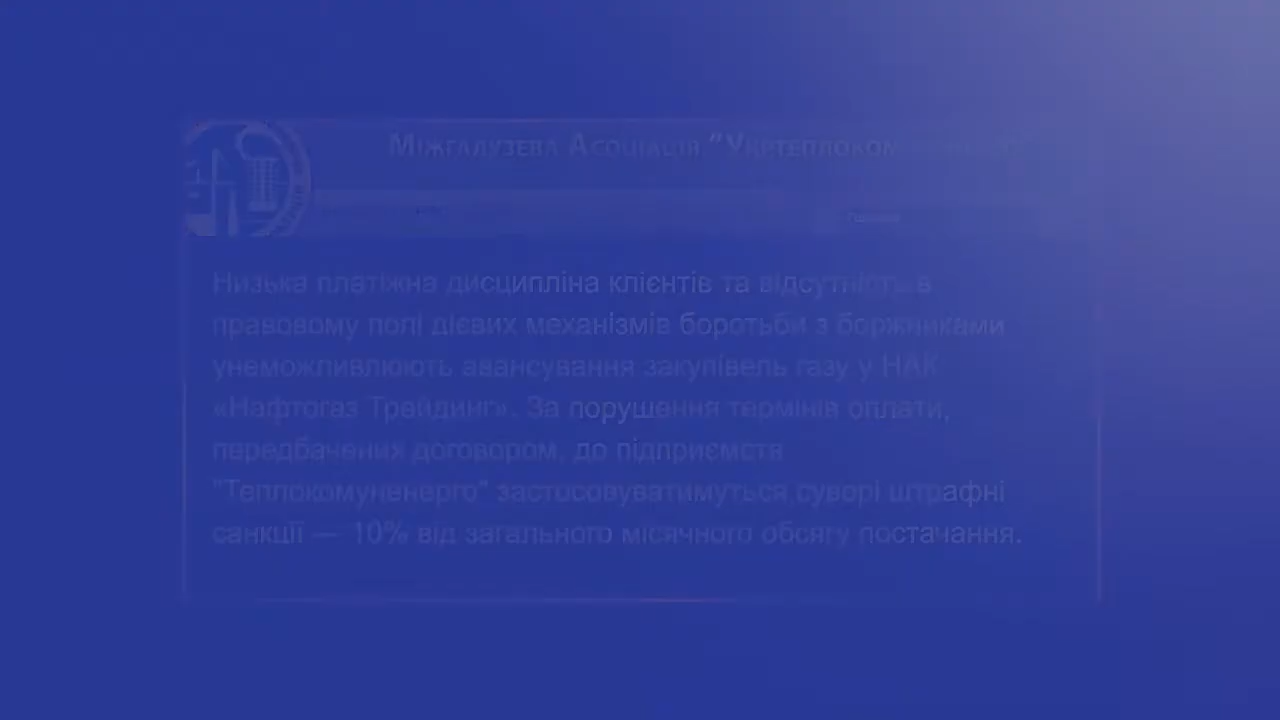 Міжгалузева Асоціація "Укртеплокомуненерго"
Низька платіжна дисципліна клієнтів та відсутність в
правовому полі дієвих механізмів боротьби з боржниками
унеможливлюють авансування закупівель газу у НАК
«Нафтогаз Трейдинг». За порушення термінів оплати,
передбачених договором, до підприємств
"Теплокомуненерго" застосовуватимуться суворі штрафні
санкції — 10% від загального місячного обсягу постачання.